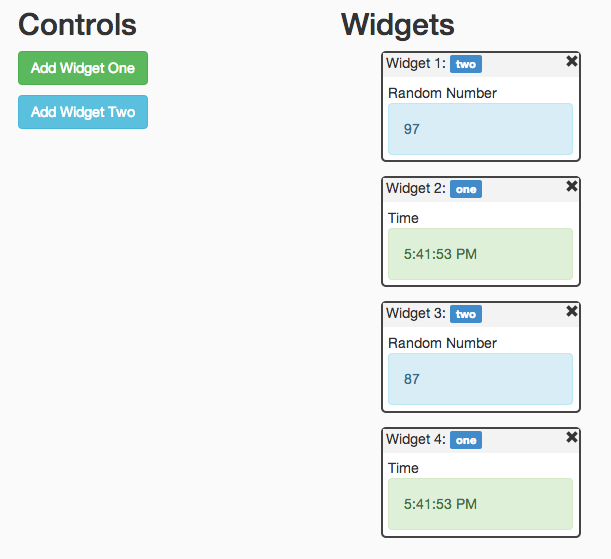 Controls
Add Widget One
Add Widget Two
Widgets
Widget 1: two
Random Number
97
Widget 2: one
Time
5:41:53 PM
Widget 3: two
Random Number
87
Widget 4: one
Time
5:41:53 PM